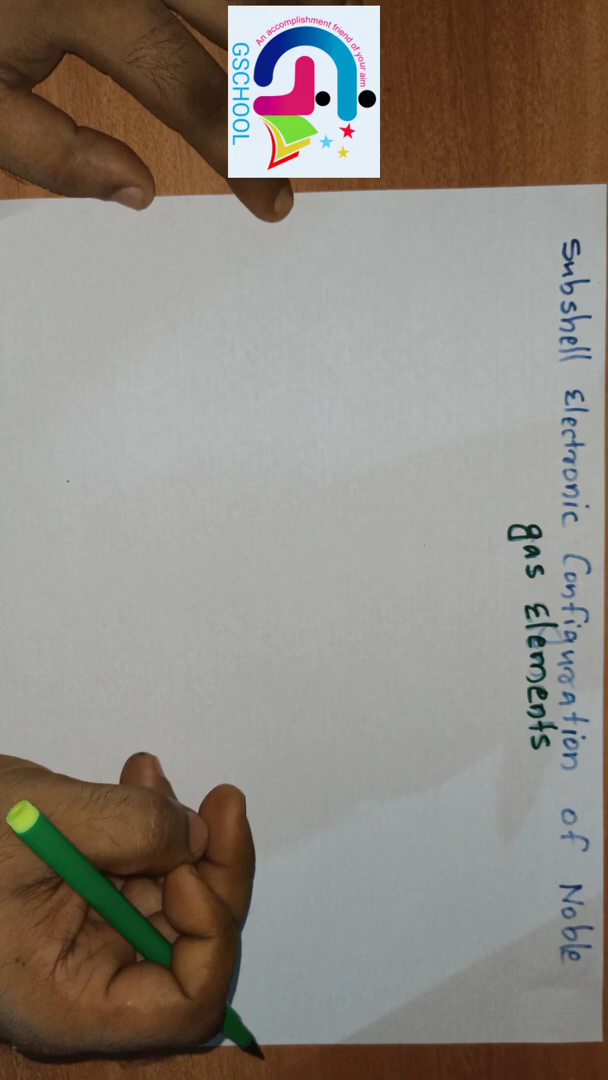 An accomplishment friend of your aim
GSCHOOL
Subshell Electronic Configuration of Noble
gas Elements